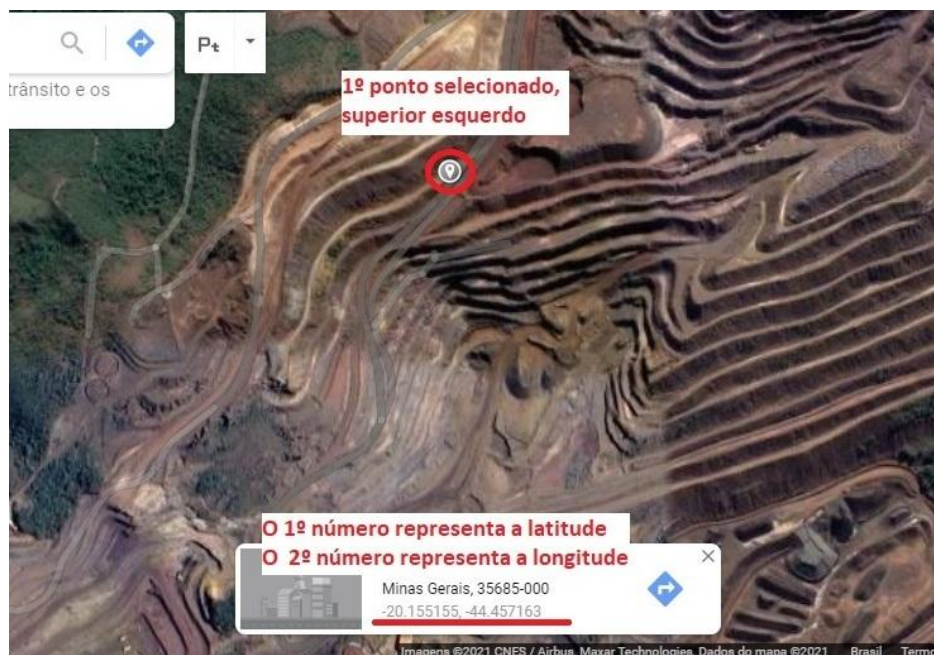 Pt
trânsito e os
1º ponto selecionado,
superior esquerdo
O 1º número representa a latitude
O 2º número representa a longitude
Minas Gerais, 35685-000
-20.155155, -44.457163
Imagens ©2021 CNES / Airbus, Maxar Technologies, Dados do mapa ©2021 Brasil Termo